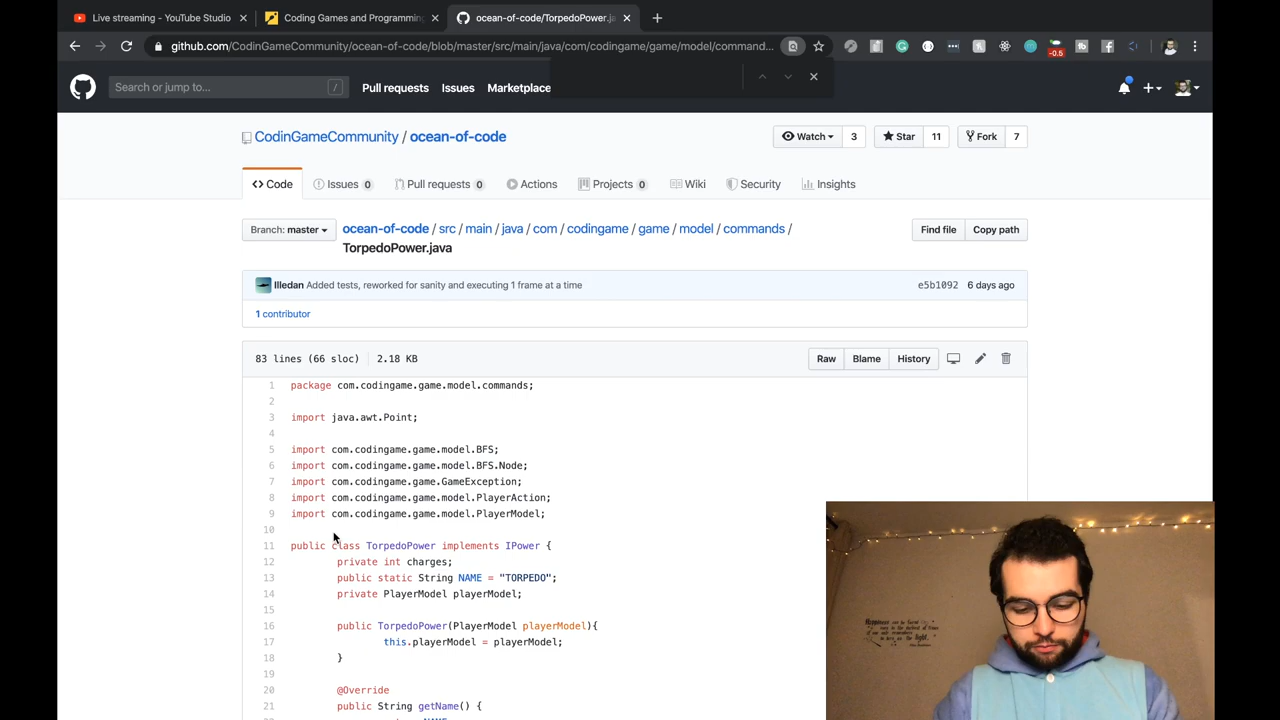 Live streaming - YouTube Studio
Coding Games and Programming
ocean-of-code/TorpedoPower.ja
github.com/CodinGameCommunity/ocean-of-code/blob/master/src/main/java/com/codingame/game/model/command...
-0.5
Search or jump to...
/
Pull requests
Issues
Marketplace
CodinGameCommunity / ocean-of-code
Watch 3
Star 11
Fork 7
Code
Issues 0
Pull requests 0
Actions
Projects 0
Wiki
Security
Insights
Branch: master
ocean-of-code / src / main / java / com / codingame / game / model / commands /
TorpedoPower.java
Find file
Copy path
Illedan Added tests, reworked for sanity and executing 1 frame at a time
e5b1092 6 days ago
1 contributor
83 lines (66 sloc) 2.18 KB
Raw
Blame
History
1 package com.codingame.game.model.commands;
2
3 import java.awt.Point;
4
5 import com.codingame.game.model.BFS;
6 import com.codingame.game.model.BFS.Node;
7 import com.codingame.game.GameException;
8 import com.codingame.game.model.PlayerAction;
9 import com.codingame.game.model.PlayerModel;
10
11 public class TorpedoPower implements IPower {
12 private int charges;
13 public static String NAME = "TORPEDO";
14 private PlayerModel playerModel;
15
16 public TorpedoPower(PlayerModel playerModel){
17 this.playerModel = playerModel;
18 }
19
20 @Override
21 public String getName() {